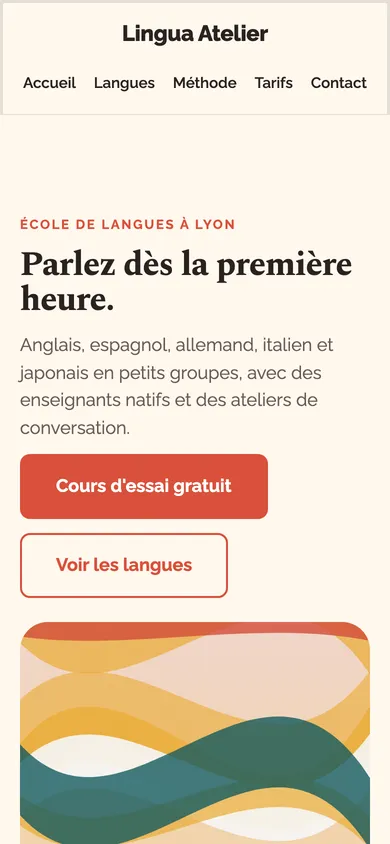 Lingua Atelier
Accueil Langues Méthode Tarifs Contact
ÉCOLE DE LANGUES À LYON
Parlez dès la première
heure.
Anglais, espagnol, allemand, italien et
japonais en petits groupes, avec des
enseignants natifs et des ateliers de
conversation.
Cours d'essai gratuit
Voir les langues